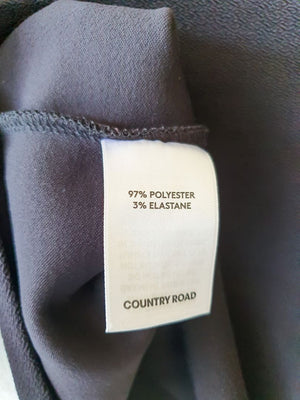 97% POLYESTER
3% ELASTANE
COUNTRY ROAD